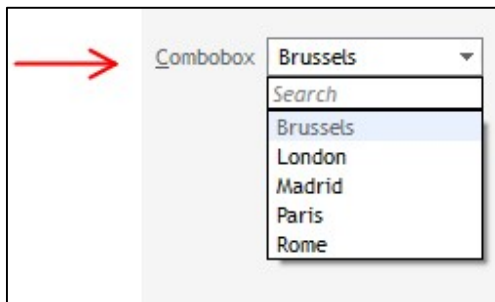 Combobox Brussels
Search
Brussels
London
Madrid
Paris
Rome